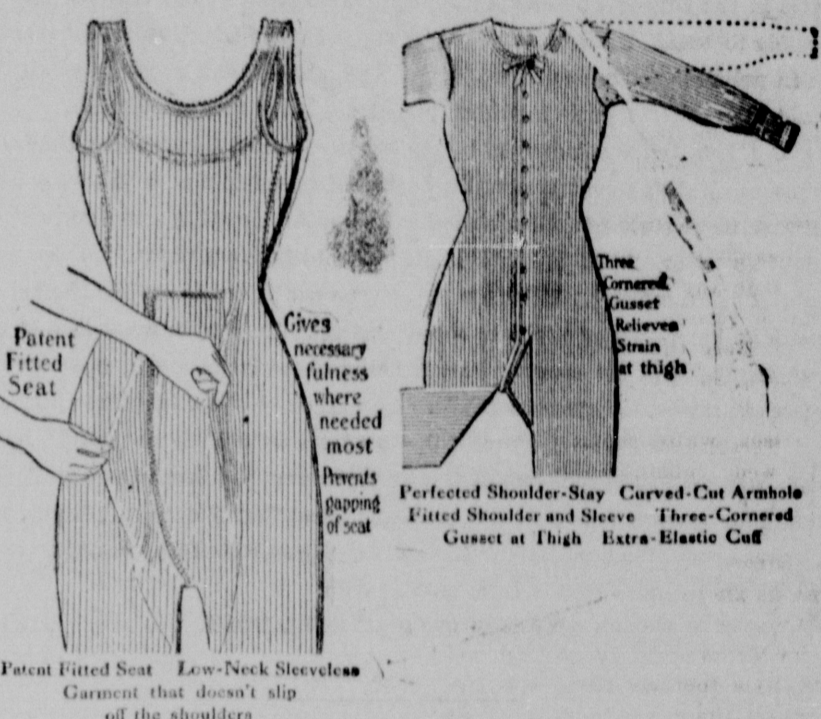 Patent
Fitted
Seat
Gives
necessary
fulness
where
needed
most
Prevents
gapping
of seat
Patent Fitted Seat Low-Neck Sleeveless
Garment that doesn't slip
off the shoulders
Three
Cornered
Gusset
Relieves
Strain
at thigh
Perfected Shoulder-Stay Curved-Cut Armhole
Fitted Shoulder and Sleeve Three-Cornered
Gusset at Thigh Extra-Elastic Cuff